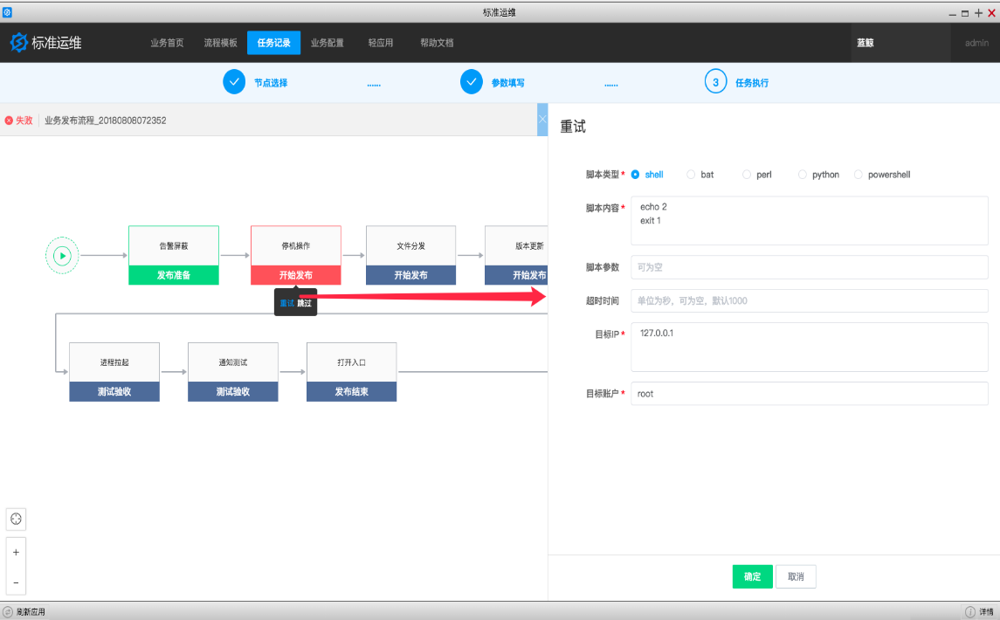 标准运维
标准运维 业务首页 流程模板 任务记录 业务配置 轻应用 帮助文档 蓝鲸 admin
节点选择 ...... 参数填写 ...... 3 任务执行
失败 业务发布流程_20180808072352
告警屏蔽
发布准备
停机操作
开始发布
文件分发
开始发布
版本更新
开始发布
重试 跳过
进程拉起
测试验收
通知测试
测试验收
打开入口
发布结束
重试
脚本类型* shell bat perl python powershell
脚本内容* echo 2
exit 1
脚本参数 可为空
超时时间 单位为秒，可为空，默认1000
目标IP* 127.0.0.1
目标账户* root
确定 取消
刷新应用 详情